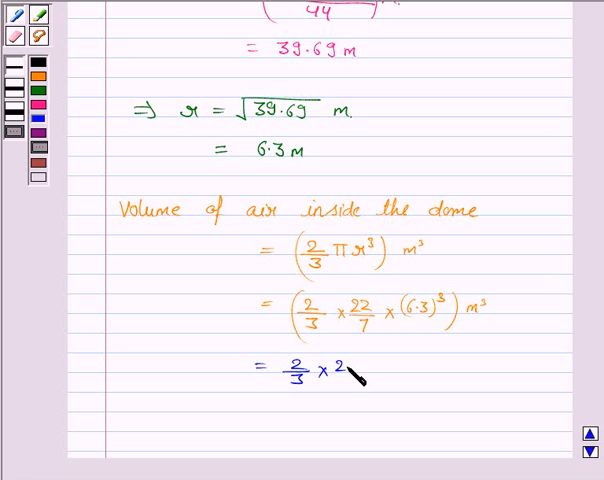 44
= 39.69 m
⇒ r = √39.69 m.
= 6.3 m
Volume of air inside the dome
= (2/3 π r³) m³
= (2/3 × 22/7 × (6.3)³) m³
= 2/3 × 2